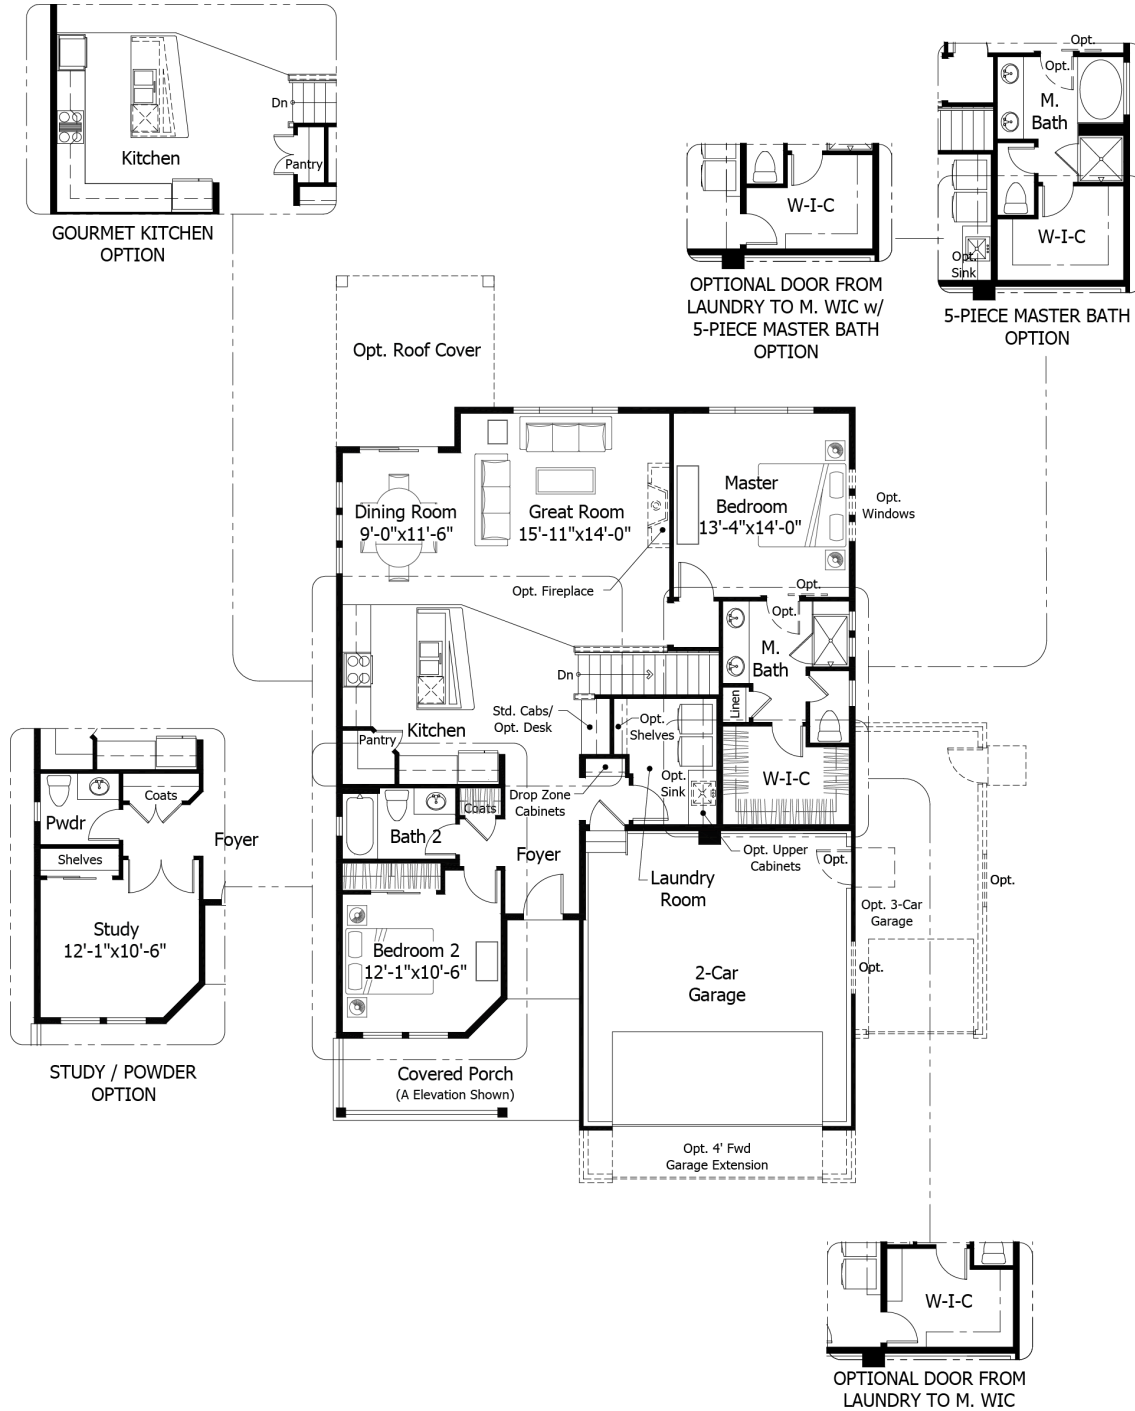 Dn
Kitchen
Pantry
GOURMET KITCHEN
OPTION
W-I-C
OPTIONAL DOOR FROM
LAUNDRY TO M. WIC w/
5-PIECE MASTER BATH
OPTION
Opt.
Opt.
M.
Bath
W-I-C
Opt.
Sink
5-PIECE MASTER BATH
OPTION
Opt. Roof Cover
Dining Room
9'-0"x11'-6"
Great Room
15'-11"x14'-0"
Master
Bedroom
13'-4"x14'-0"
Opt.
Windows
Opt. Fireplace
Opt.
Opt.
M.
Bath
Dn
Linen
Std. Cabs/
Opt. Desk
Opt.
Shelves
Kitchen
Pantry
Opt.
Sink
W-I-C
Drop Zone
Cabinets
Coats
Bath 2
Foyer
Opt. Upper
Cabinets
Laundry
Room
Opt.
Opt.
Opt. 3-Car
Garage
Opt.
Bedroom 2
12'-1"x10'-6"
2-Car
Garage
Covered Porch
(A Elevation Shown)
Opt. 4' Fwd
Garage Extension
Coats
Pwdr
Foyer
Shelves
Study
12'-1"x10'-6"
STUDY / POWDER
OPTION
W-I-C
OPTIONAL DOOR FROM
LAUNDRY TO M. WIC